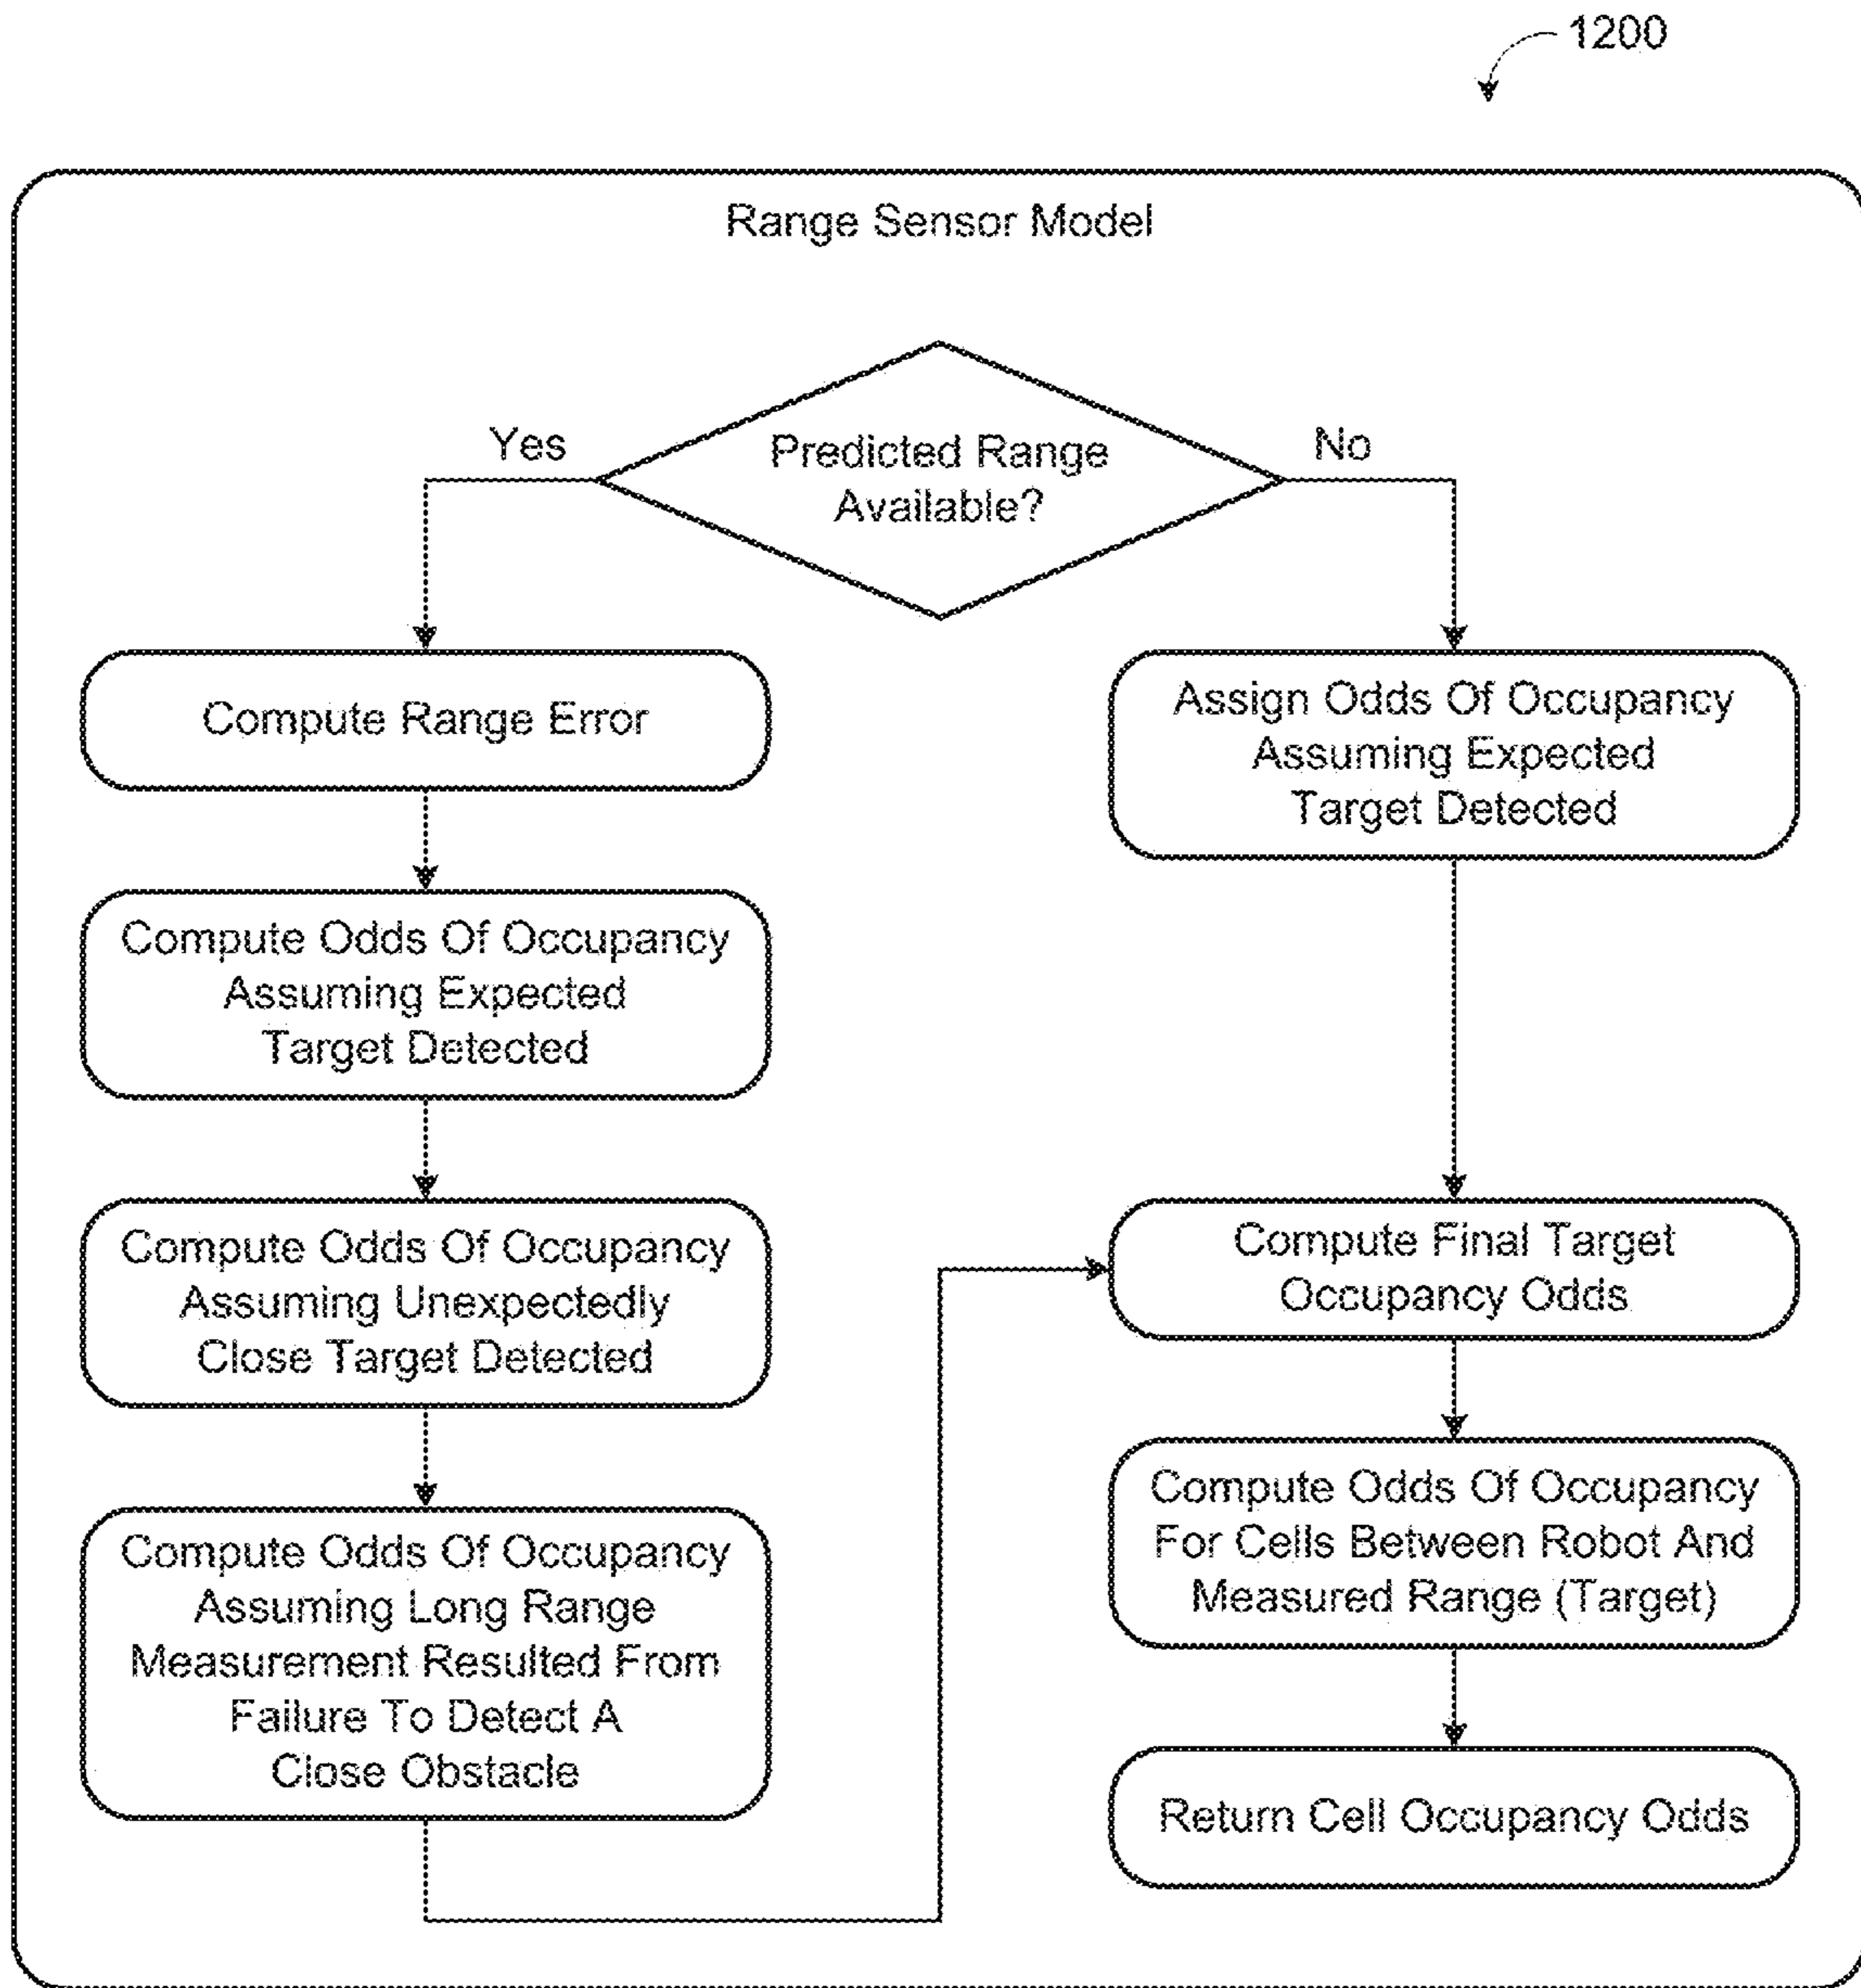 1200
Range Sensor Model
Predicted Range
Available?
Yes
No
Compute Range Error
Compute Odds Of Occupancy
Assuming Expected
Target Detected
Compute Odds Of Occupancy
Assuming Unexpectedly
Close Target Detected
Compute Odds Of Occupancy
Assuming Long Range
Measurement Resulted From
Failure To Detect A
Close Obstacle
Assign Odds Of Occupancy
Assuming Expected
Target Detected
Compute Final Target
Occupancy Odds
Compute Odds Of Occupancy
For Cells Between Robot And
Measured Range (Target)
Return Cell Occupancy Odds